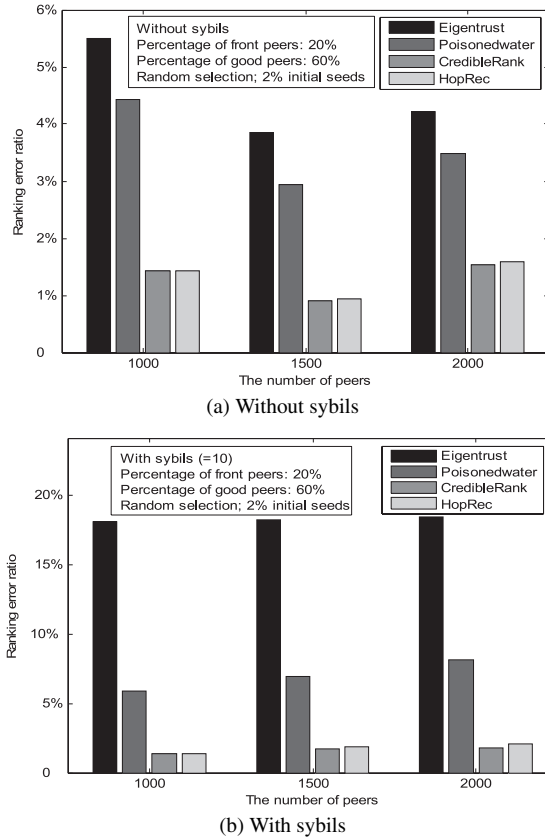 6%
5%
4%
3%
2%
1%
0
Ranking error ratio
Without sybils
Percentage of front peers: 20%
Percentage of good peers: 60%
Random selection; 2% initial seeds
Eigentrust
Poisonedwater
CredibleRank
HopRec
1000
1500
2000
The number of peers
(a) Without sybils
20%
15%
10%
5%
0
Ranking error ratio
With sybils (=10)
Percentage of front peers: 20%
Percentage of good peers: 60%
Random selection; 2% initial seeds
Eigentrust
Poisonedwater
CredibleRank
HopRec
1000
1500
2000
The number of peers
(b) With sybils